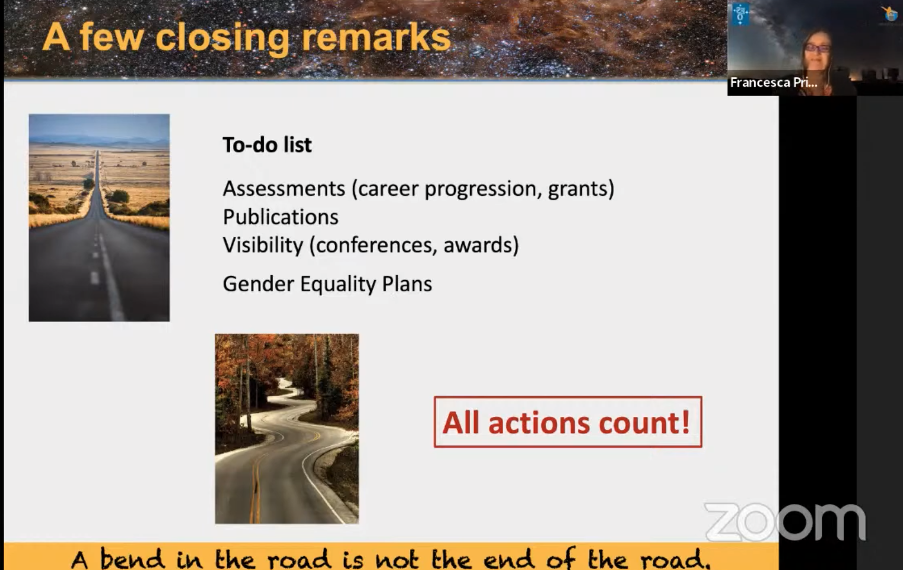 A few closing remarks
Francesca Pri...
To-do list
Assessments (career progression, grants)
Publications
Visibility (conferences, awards)
Gender Equality Plans
All actions count!
zoom
A bend in the road is not the end of the road,